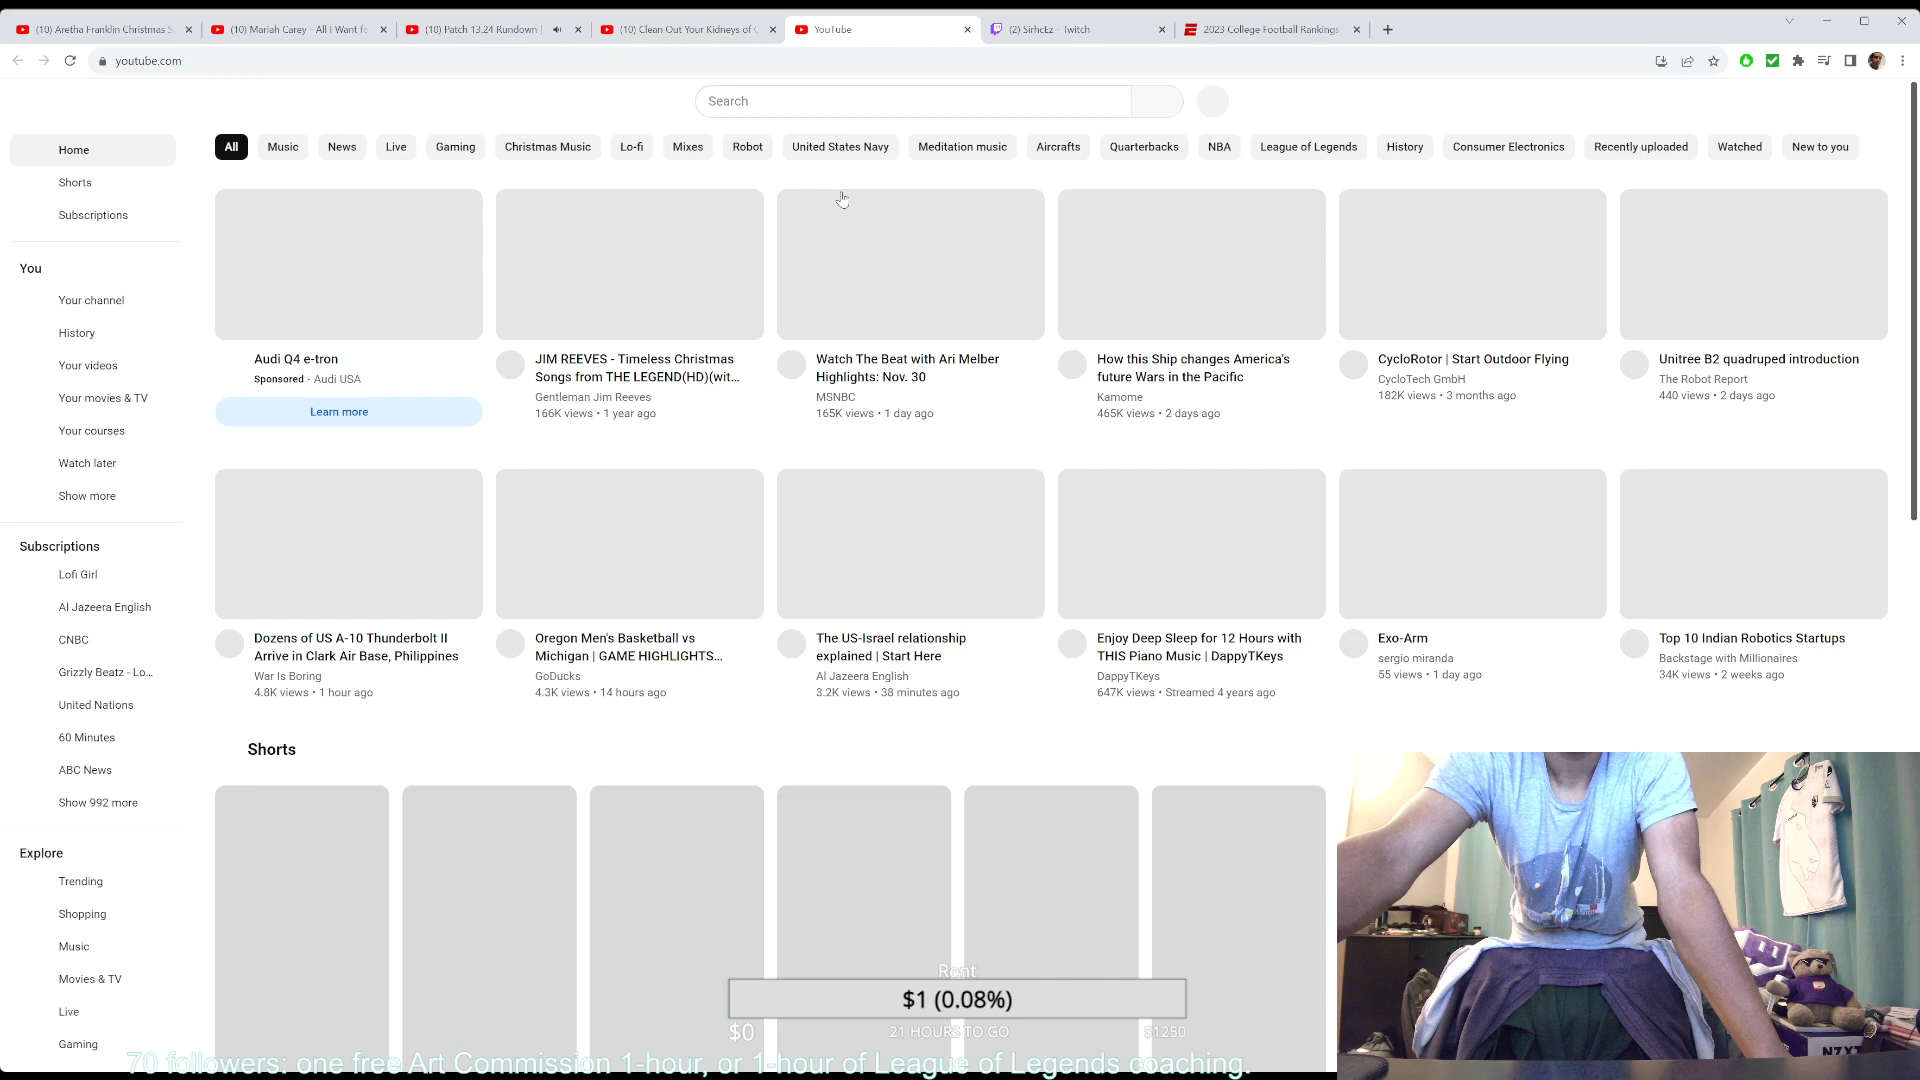 (10) Aretha Franklin Christmas S
(10) Mariah Carey - All I Want fo
(10) Patch 13.24 Rundown |
(10) Clean Out Your Kidneys of C
YouTube
(2) SirhcEz - Twitch
2023 College Football Rankings
youtube.com
Search
All
Music
News
Live
Gaming
Christmas Music
Lo-fi
Mixes
Robot
United States Navy
Meditation music
Aircrafts
Quarterbacks
NBA
League of Legends
History
Consumer Electronics
Recently uploaded
Watched
New to you
Home
Shorts
Subscriptions
You
Your channel
History
Your videos
Your movies & TV
Your courses
Watch later
Show more
Subscriptions
Lofi Girl
Al Jazeera English
CNBC
Grizzly Beatz - Lo...
United Nations
60 Minutes
ABC News
Show 992 more
Explore
Trending
Shopping
Music
Movies & TV
Live
Gaming
Audi Q4 e-tron
Sponsored · Audi USA
Learn more
JIM REEVES - Timeless Christmas
Songs from THE LEGEND(HD)(wit...
Gentleman Jim Reeves
166K views • 1 year ago
Watch The Beat with Ari Melber
Highlights: Nov. 30
MSNBC
165K views • 1 day ago
How this Ship changes America's
future Wars in the Pacific
Kamome
465K views • 2 days ago
CycloRotor | Start Outdoor Flying
CycloTech GmbH
182K views • 3 months ago
Unitree B2 quadruped introduction
The Robot Report
440 views • 2 days ago
Dozens of US A-10 Thunderbolt II
Arrive in Clark Air Base, Philippines
War Is Boring
4.8K views • 1 hour ago
Oregon Men's Basketball vs
Michigan | GAME HIGHLIGHTS...
GoDucks
4.3K views • 14 hours ago
The US-Israel relationship
explained | Start Here
Al Jazeera English
3.2K views • 38 minutes ago
Enjoy Deep Sleep for 12 Hours with
THIS Piano Music | DappyTKeys
DappyTKeys
647K views • Streamed 4 years ago
Exo-Arm
sergio miranda
55 views • 1 day ago
Top 10 Indian Robotics Startups
Backstage with Millionaires
34K views • 2 weeks ago
Shorts
Rent
$1 (0.08%)
$0
21 HOURS TO GO
$1250
70 followers: one free Art Commission 1-hour, or 1-hour of League of Legends coaching.
NZXT